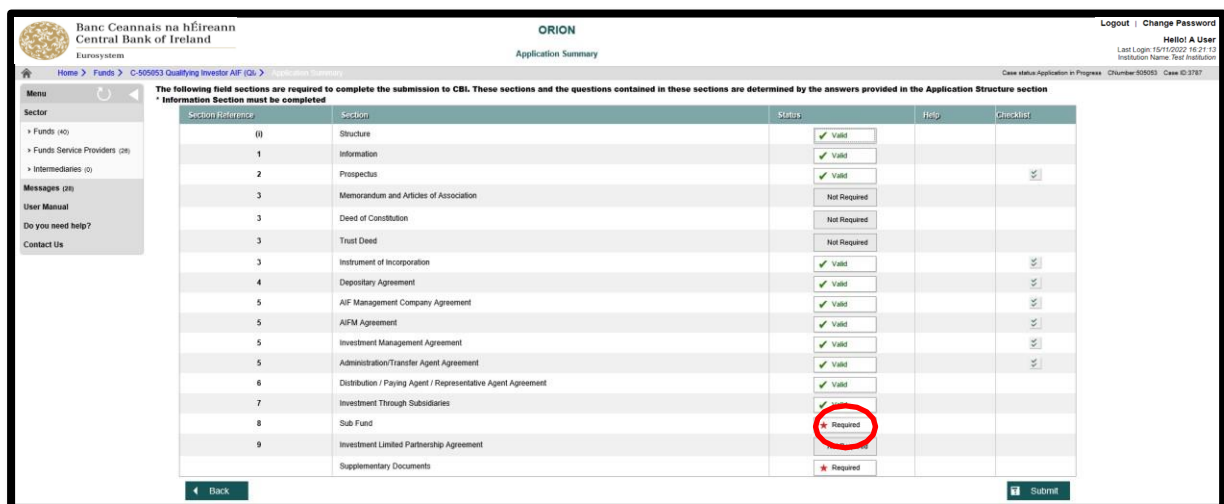 Banc Ceannais na hÉireann
Central Bank of Ireland
Eurosystem
ORION
Application Summary
Logout | Change Password
Hello! A User
Last Login:15/11/2022 16:21:13
Institution Name:Test Institution
Home > Funds > C-505053 Qualifying Investor AIF (QI. > Application Summary
Case status:Application in Progress CNumber:505053 Case ID:3787
Menu
Sector
> Funds (40)
> Funds Service Providers (26)
> Intermediaries (0)
Messages (28)
User Manual
Do you need help?
Contact Us
The following field sections are required to complete the submission to CBI. These sections and the questions contained in these sections are determined by the answers provided in the Application Structure section
* Information Section must be completed
Section Reference Section Status Help Checklist
(i) Structure Valid
1 Information Valid
2 Prospectus Valid
3 Memorandum and Articles of Association Not Required
3 Deed of Constitution Not Required
3 Trust Deed Not Required
3 Instrument of Incorporation Valid
4 Depositary Agreement Valid
5 AIF Management Company Agreement Valid
5 AIFM Agreement Valid
5 Investment Management Agreement Valid
5 Administration/Transfer Agent Agreement Valid
6 Distribution / Paying Agent / Representative Agent Agreement Valid
7 Investment Through Subsidiaries
8 Sub Fund Required
9 Investment Limited Partnership Agreement
Supplementary Documents Required
Back
Submit